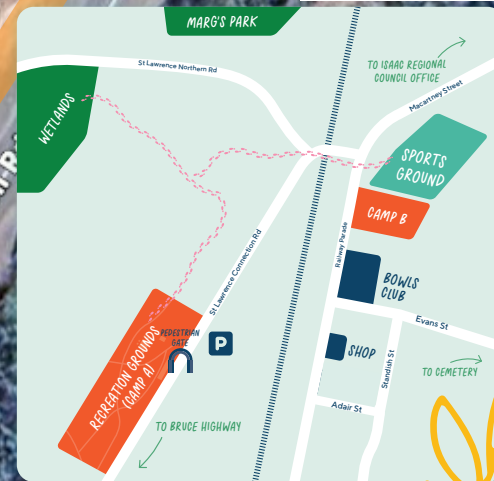 MARG'S PARK
St Lawrence Northern Rd
TO ISAAC REGIONAL
COUNCIL OFFICE
Macartney Street
WETLANDS
SPORTS
GROUND
CAMP B
Railway Parade
St Lawrence Connection Rd
BOWLS
CLUB
Evans St
PEDESTRIAN
GATE
P
RECREATION GROUNDS
(CAMP A)
SHOP
Standish St
TO CEMETERY
Adair St
TO BRUCE HIGHWAY